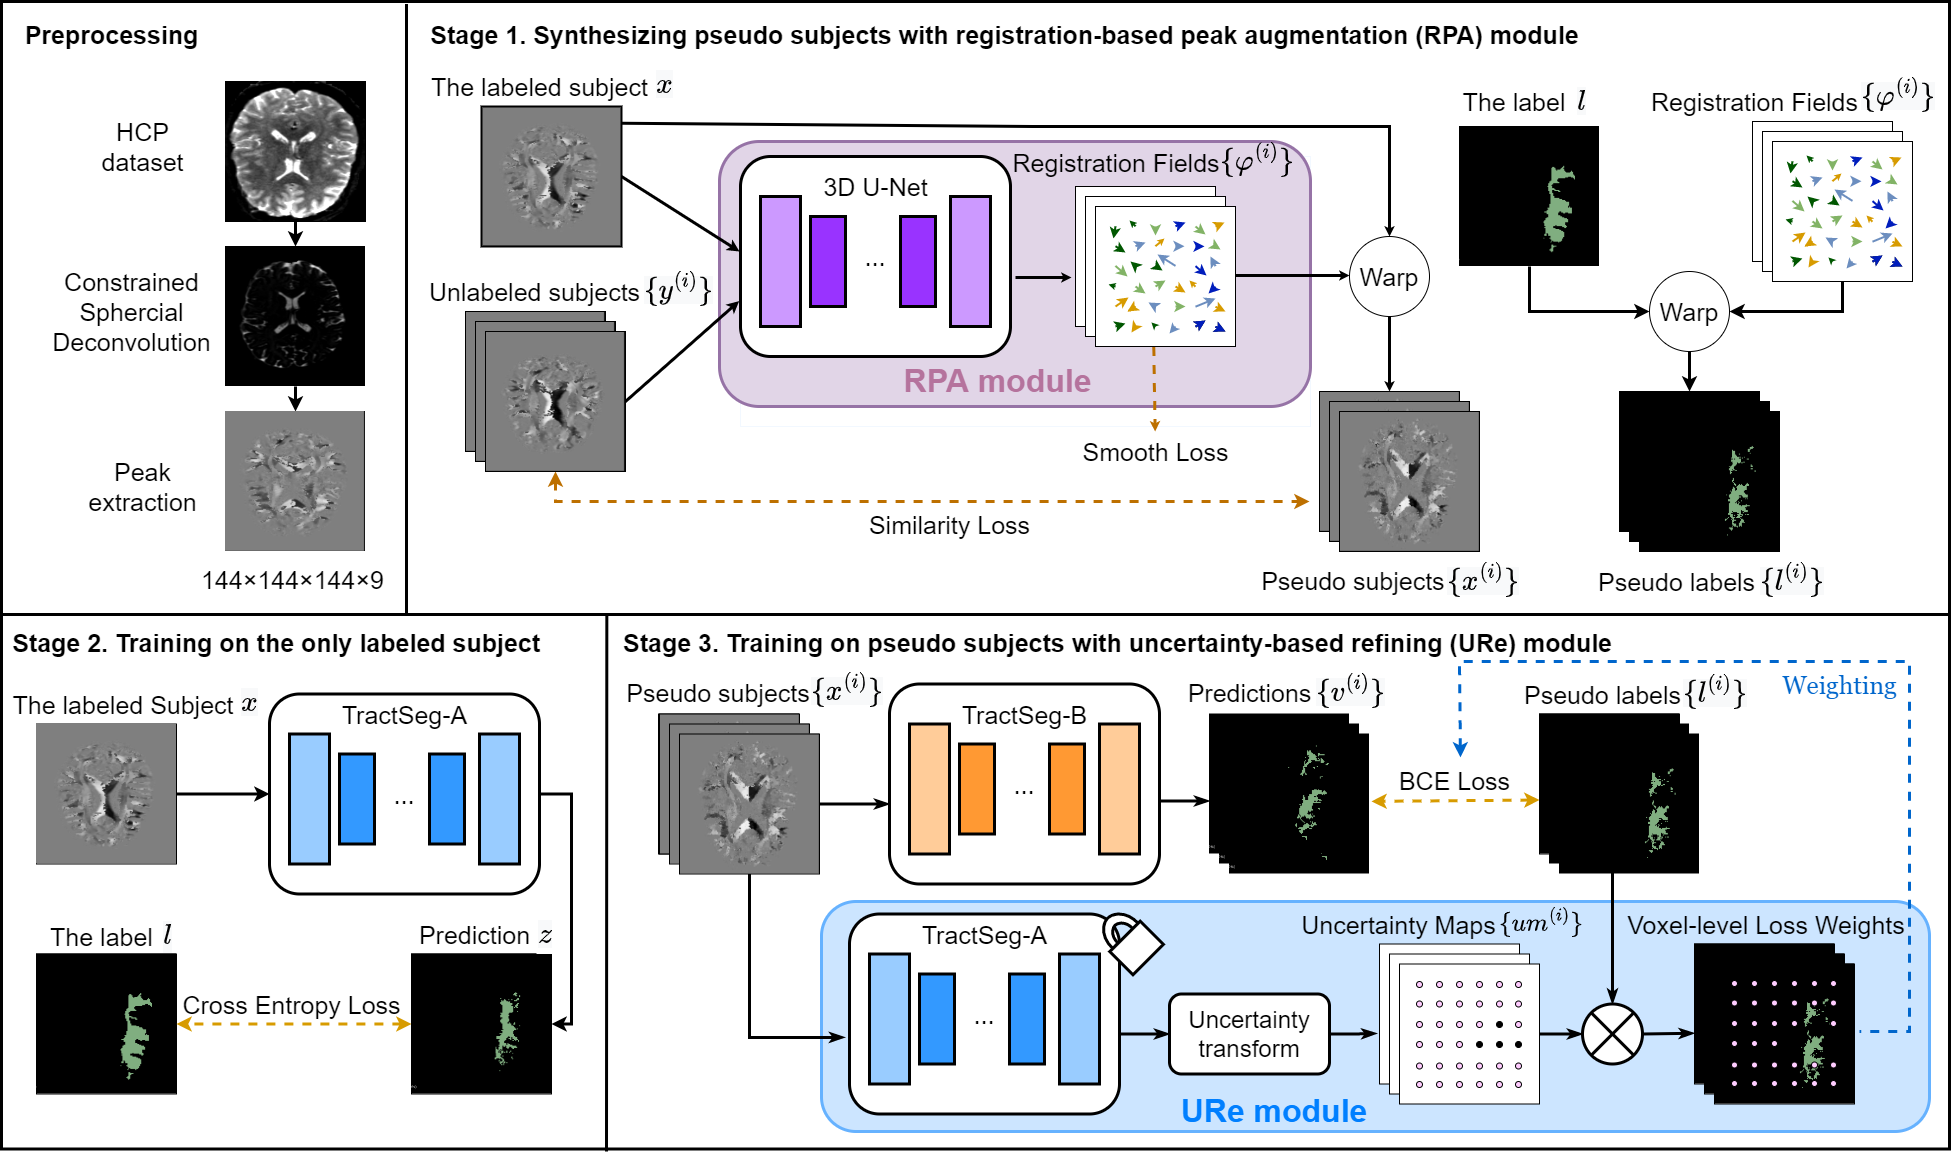 Preprocessing
HCP
dataset
Constrained
Sphercial
Deconvolution
Peak
extraction
144×144×144×9
Stage 1. Synthesizing pseudo subjects with registration-based peak augmentation (RPA) module
The labeled subject x
Unlabeled subjects {y^(i)}
3D U-Net
...
Registration Fields {φ^(i)}
RPA module
Smooth Loss
Similarity Loss
Warp
Pseudo subjects {x^(i)}
The label l
Registration Fields {φ^(i)}
Warp
Pseudo labels {l^(i)}
Stage 2. Training on the only labeled subject
The labeled Subject x
TractSeg-A
...
The label l
Prediction z
Cross Entropy Loss
Stage 3. Training on pseudo subjects with uncertainty-based refining (URe) module
Pseudo subjects {x^(i)}
TractSeg-B
...
Predictions {v^(i)}
BCE Loss
Pseudo labels {l^(i)}
Weighting
TractSeg-A
...
Uncertainty
transform
Uncertainty Maps {um^(i)}
Voxel-level Loss Weights
URe module